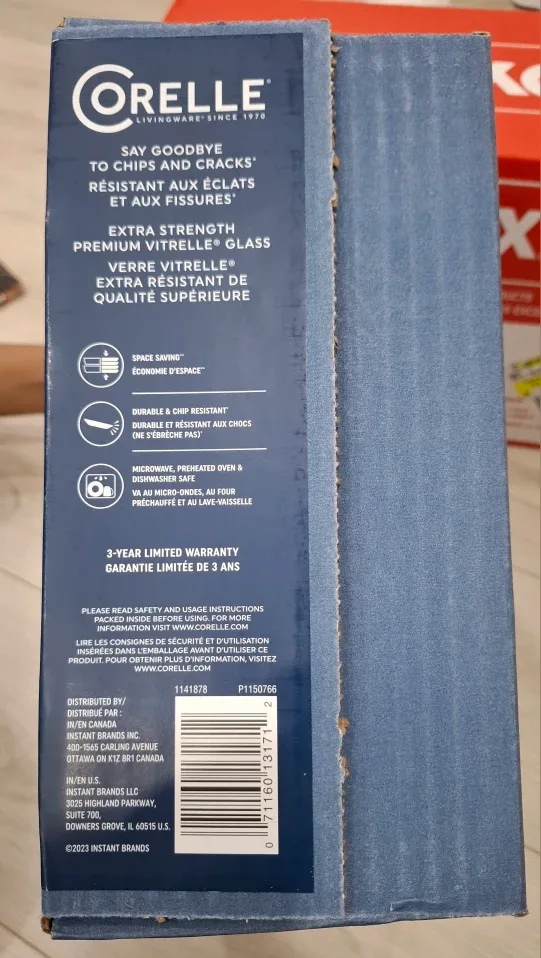 CORELLE®
LIVINGWARE® SINCE 1970
SAY GOODBYE
TO CHIPS AND CRACKS*
RÉSISTANT AUX ÉCLATS
ET AUX FISSURES*
EXTRA STRENGTH
PREMIUM VITRELLE® GLASS
VERRE VITRELLE®
EXTRA RÉSISTANT DE
QUALITÉ SUPÉRIEURE
SPACE SAVING**
ÉCONOMIE D'ESPACE**
DURABLE & CHIP RESISTANT*
DURABLE ET RÉSISTANT AUX CHOCS
(NE S'ÉBRÈCHE PAS)*
MICROWAVE, PREHEATED OVEN &
DISHWASHER SAFE
VA AU MICRO-ONDES, AU FOUR
PRÉCHAUFFÉ ET AU LAVE-VAISSELLE
3-YEAR LIMITED WARRANTY
GARANTIE LIMITÉE DE 3 ANS
PLEASE READ SAFETY AND USAGE INSTRUCTIONS
PACKED INSIDE BEFORE USING. FOR MORE
INFORMATION VISIT WWW.CORELLE.COM
LIRE LES CONSIGNES DE SÉCURITÉ ET D'UTILISATION
INSÉRÉES DANS L'EMBALLAGE AVANT D'UTILISER CE
PRODUIT. POUR OBTENIR PLUS D'INFORMATION, VISITEZ
WWW.CORELLE.COM
1141878 P1150766
DISTRIBUTED BY/
DISTRIBUÉ PAR :
IN/EN CANADA
INSTANT BRANDS INC.
400-1565 CARLING AVENUE
OTTAWA ON K1Z 8R1 CANADA
IN/EN U.S.
INSTANT BRANDS LLC
3025 HIGHLAND PARKWAY,
SUITE 700,
DOWNERS GROVE, IL 60515 U.S.
©2023 INSTANT BRANDS
0 71160 13171 2
X